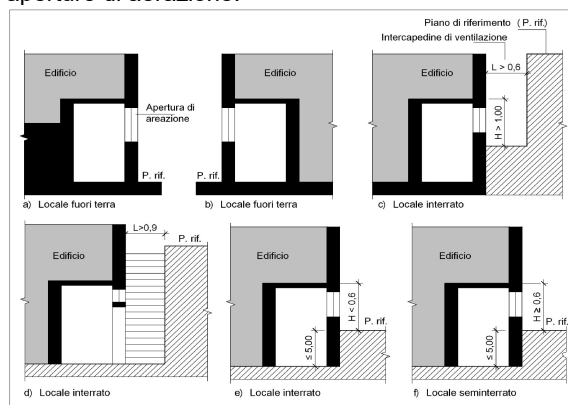 aperture di aerazione.
Piano di riferimento ( P. rif.)
Intercapedine di ventilazione
L > 0,6
Edificio
Apertura di
areazione
P. rif.
a) Locale fuori terra
Edificio
P. rif.
b) Locale fuori terra
Edificio
H > 1,00
c) Locale interrato
L>0,9
P. rif.
Edificio
d) Locale interrato
Edificio
H < 0,6
P. rif.
≤ 5,00
e) Locale interrato
Edificio
H ≥ 0,6
P. rif.
≤ 5,00
f) Locale seminterrato